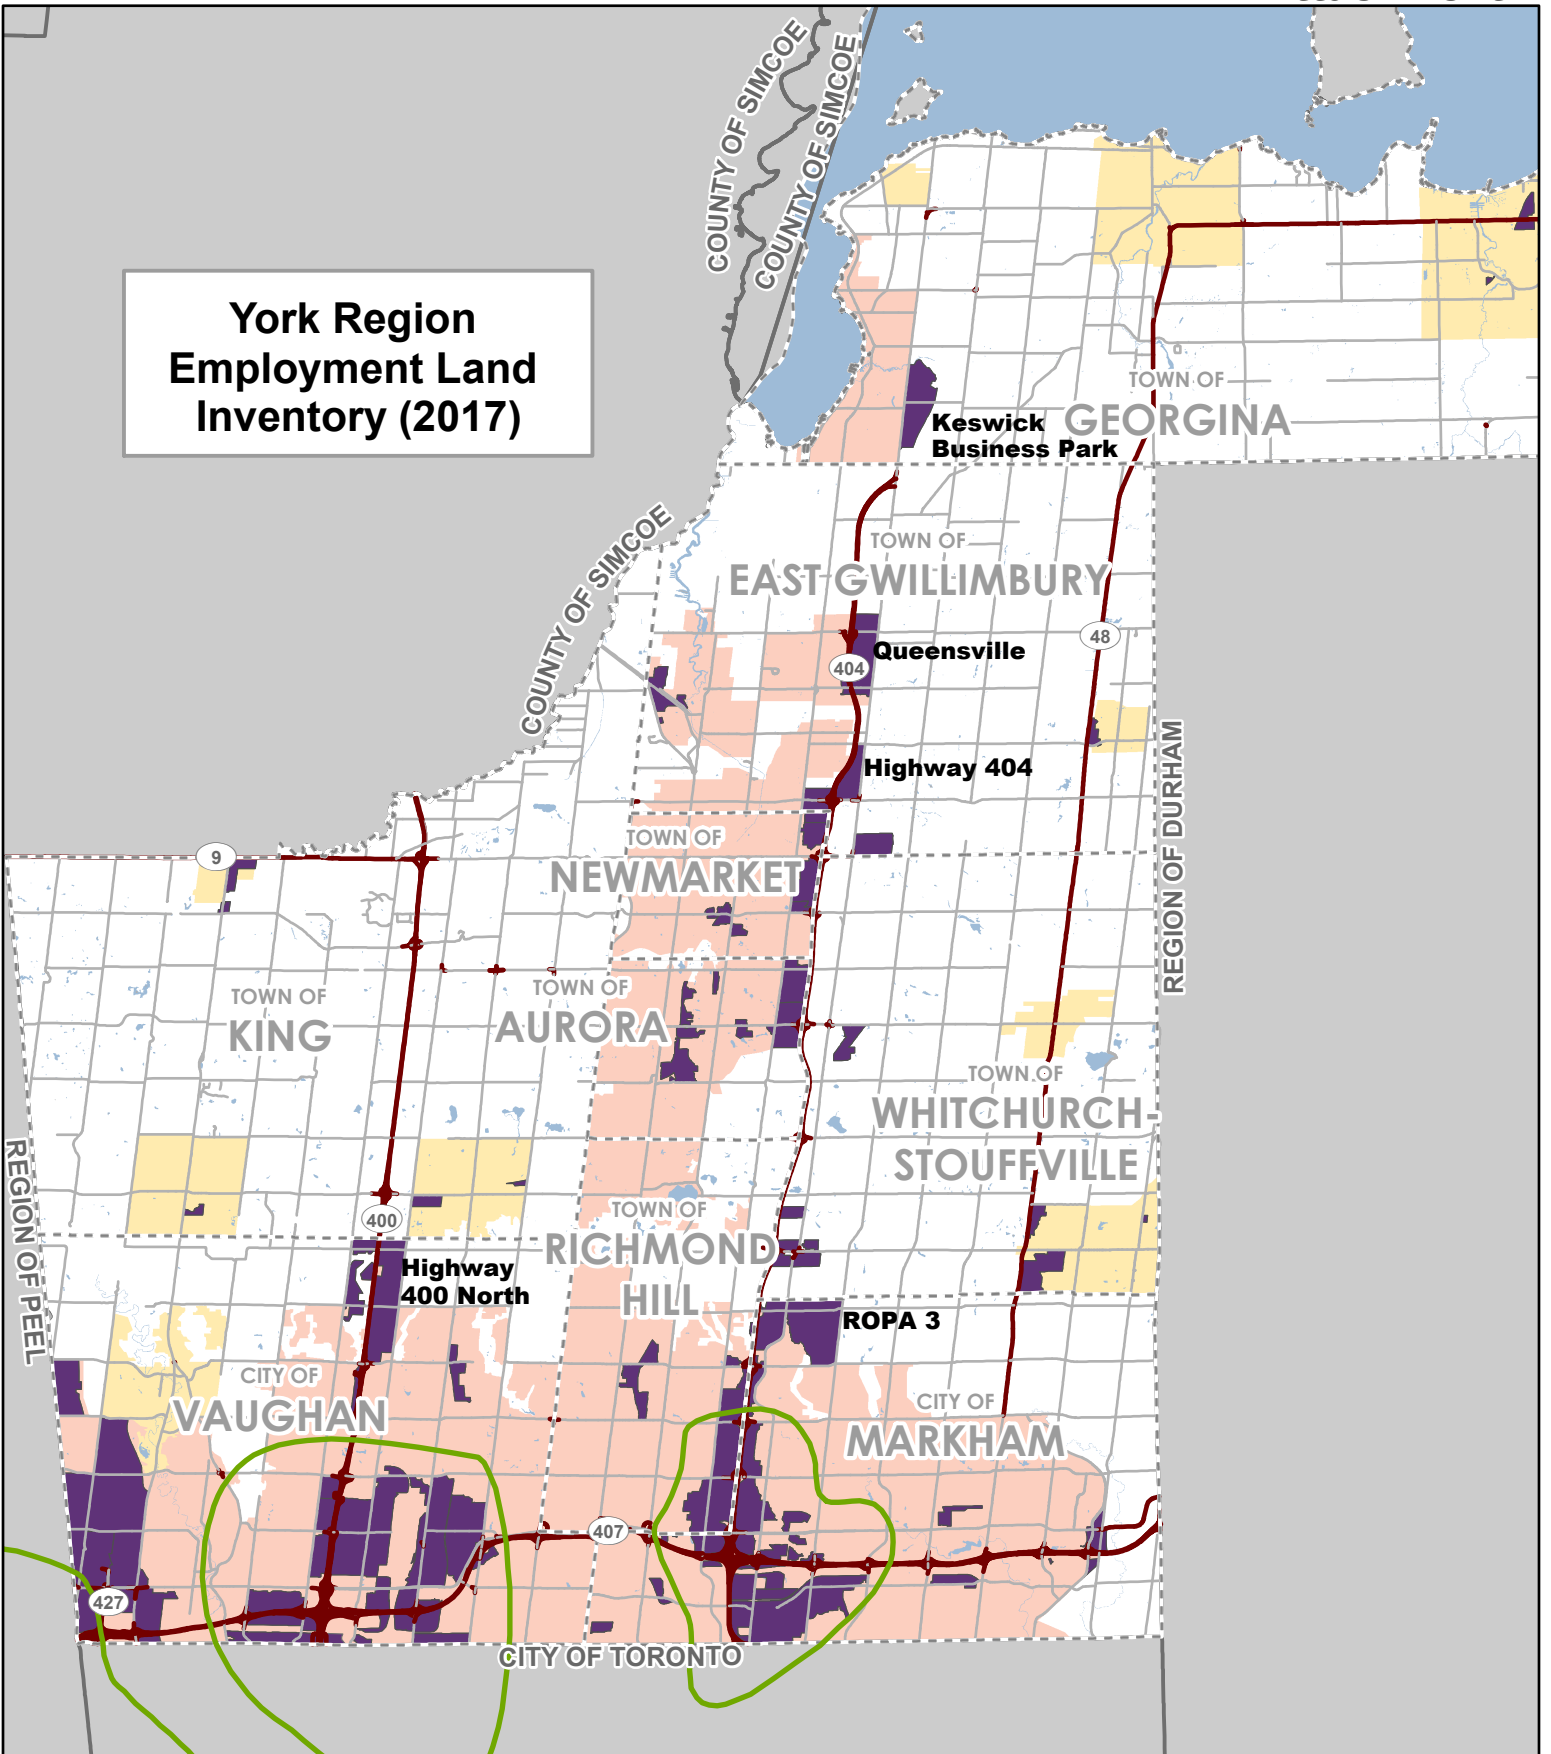 York Region
Employment Land
Inventory (2017)
COUNTY OF SIMCOE
COUNTY OF SIMCOE
Keswick
Business Park
TOWN OF
GEORGINA
COUNTY OF SIMCOE
TOWN OF
EAST GWILLIMBURY
48
Queensville
404
Highway 404
REGION OF DURHAM
9
TOWN OF
NEWMARKET
TOWN OF
KING
TOWN OF
AURORA
TOWN OF
WHITCHURCH-
STOUFFVILLE
REGION OF PEEL
400
TOWN OF
RICHMOND
HILL
Highway
400 North
ROPA 3
CITY OF
VAUGHAN
CITY OF
MARKHAM
407
427
CITY OF TORONTO